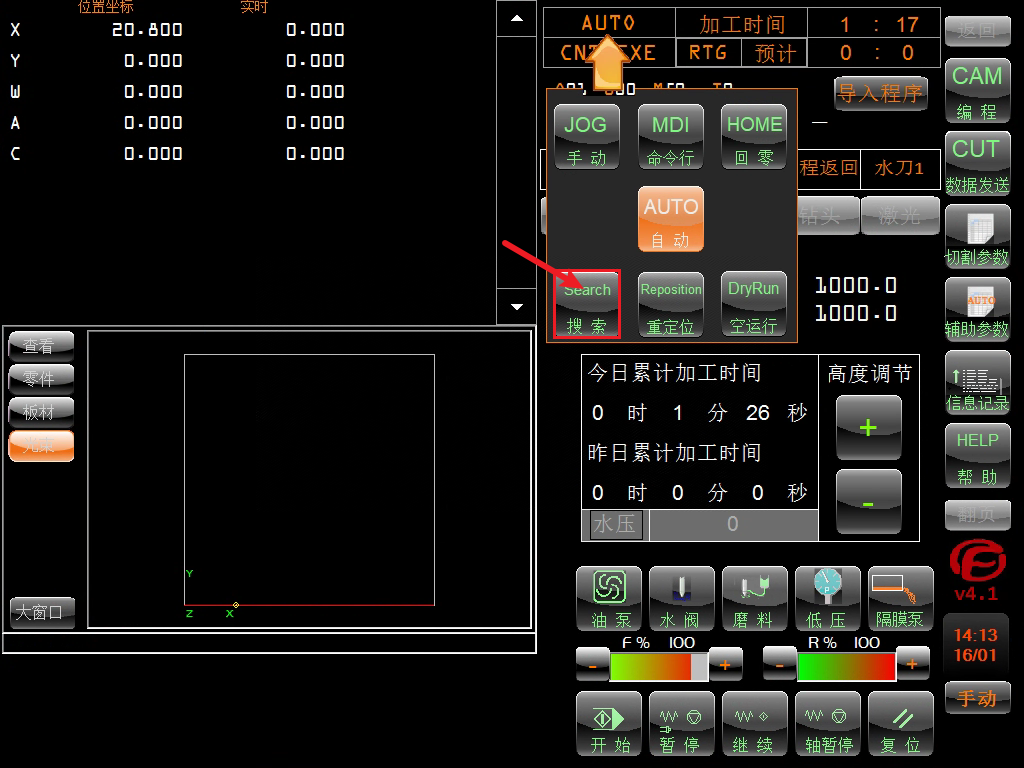 位置坐标 实时
X 20.800 0.000
Y 0.000 0.000
W 0.000 0.000
A 0.000 0.000
C 0.000 0.000
AUTO 加工时间 1 : 17
EXE RTG 预计 0 : 0
导入程序
JOG
手动
MDI
命令行
HOME
回零
程返回 水刀1
AUTO
自动
钻头 激光
Search
搜索
Reposition
重定位
DryRun
空运行
1000.0
1000.0
返回
CAM
编程
CUT
数据发送
切割参数
AUTO
辅助参数
信息记录
HELP
帮助
翻页
v4.1
14:13
16/01
手动
查看
零件
板材
光束
大窗口
Y
Z X
今日累计加工时间
0 时 1 分 26 秒
昨日累计加工时间
0 时 0 分 0 秒
水压 0
高度调节
+
-
油泵 水阀 磨料 低压 隔膜泵
F % 100 R % 100
- + - +
开始 暂停 继续 轴暂停 复位